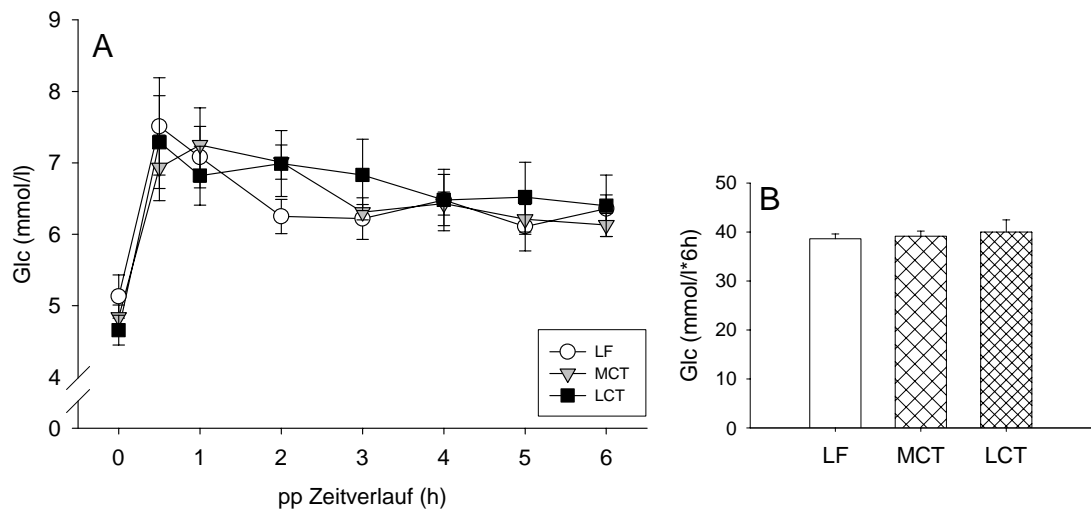 A
Glc (mmol/l)
9
8
7
6
5
4
0
0 1 2 3 4 5 6
pp Zeitverlauf (h)
LF
MCT
LCT
B
Glc (mmol/l*6h)
50
40
30
20
10
0
LF MCT LCT